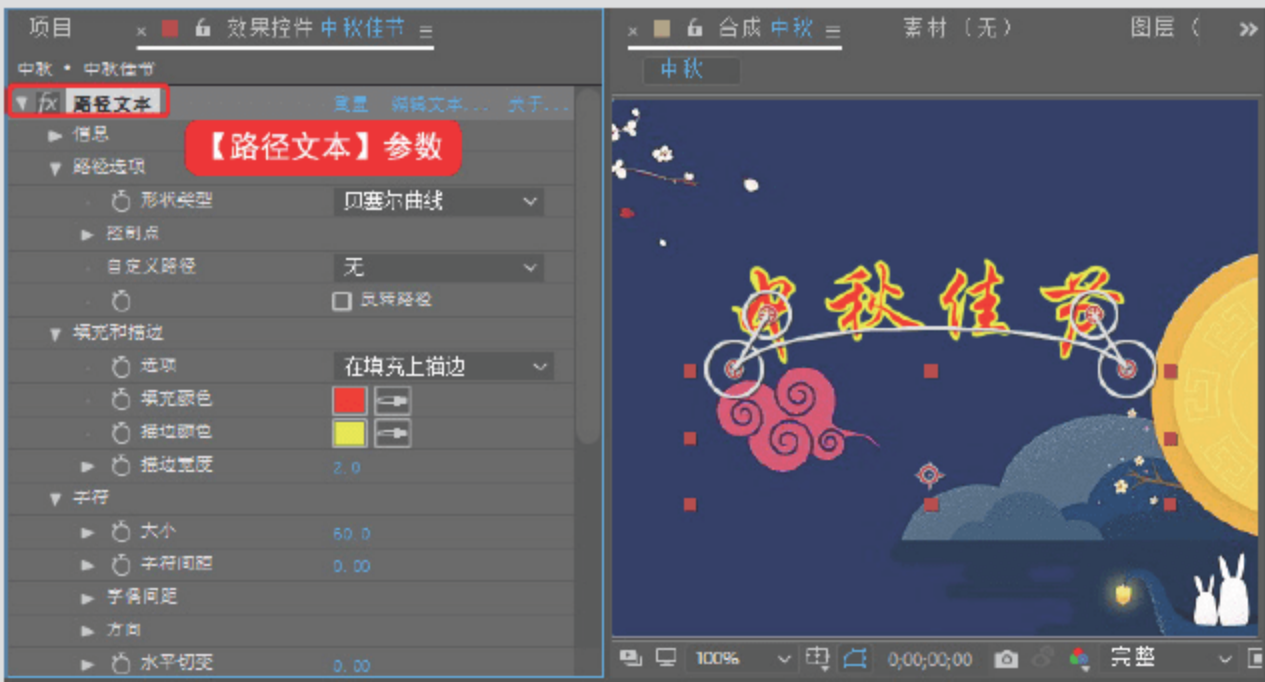 项目
效果控件 中秋佳节
中秋 • 中秋佳节
fx 路径文本 重置 编辑文本... 关于...
【路径文本】参数
信息
路径选项
形状类型 贝塞尔曲线
控制点
自定义路径 无
反转路径
填充和描边
选项 在填充上描边
填充颜色
描边颜色
描边宽度 2.0
字符
大小 60.0
字符间距 0.00
字偶间距
方向
水平切变 0.00
合成 中秋 素材（无） 图层（
中秋
中秋佳节
100% 0;00;00;00 完整